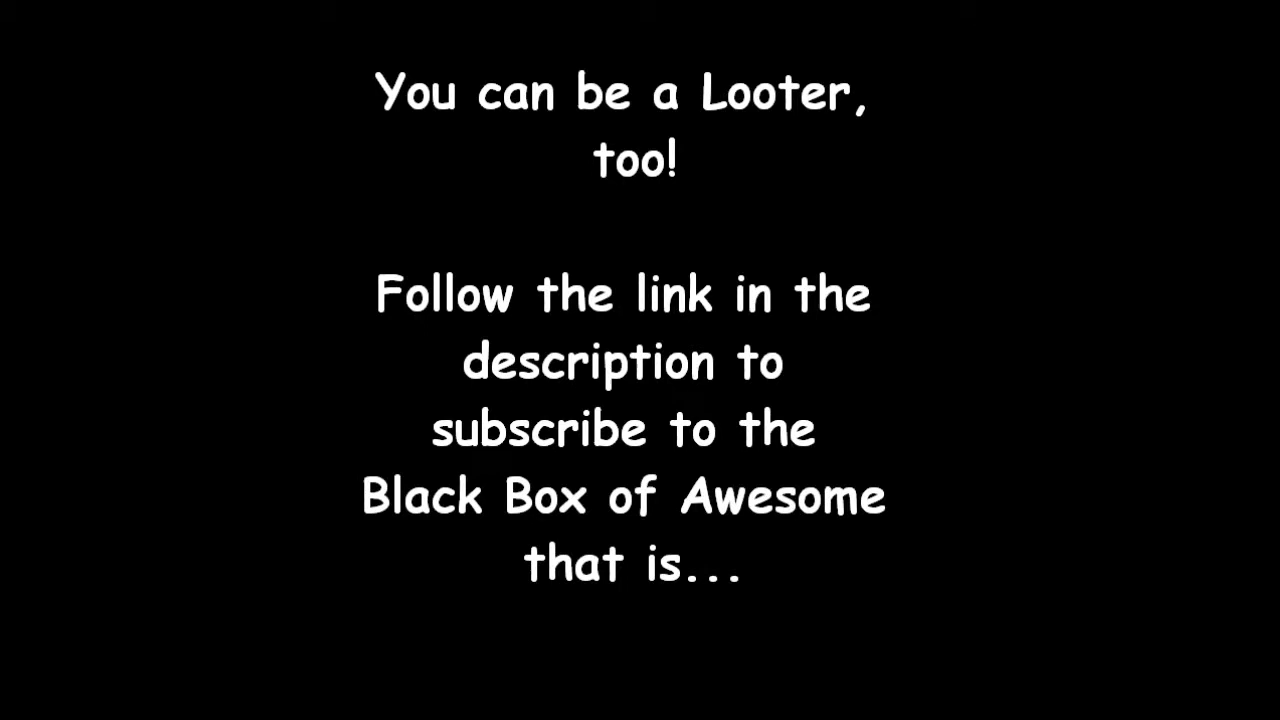 You can be a Looter,
too!
Follow the link in the
description to
subscribe to the
Black Box of Awesome
that is...